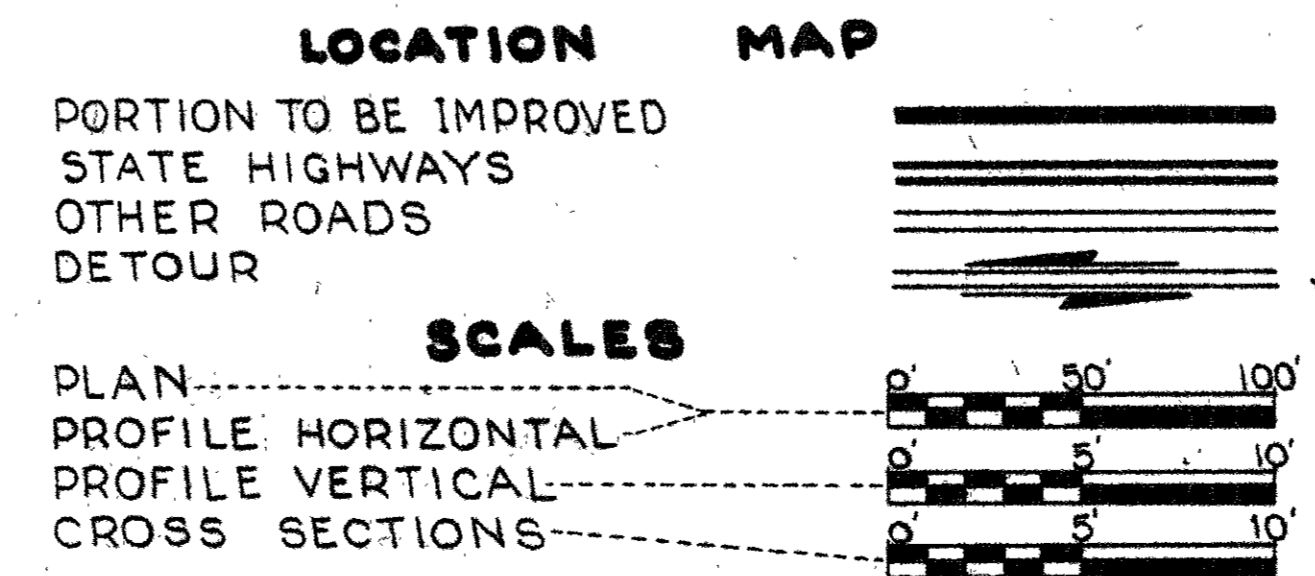 LOCATION MAP
PORTION TO BE IMPROVED
STATE HIGHWAYS
OTHER ROADS
DETOUR
SCALES
PLAN 0' 50' 100'
PROFILE HORIZONTAL
PROFILE VERTICAL 0' 5' 10'
CROSS SECTIONS 0' 5' 10'